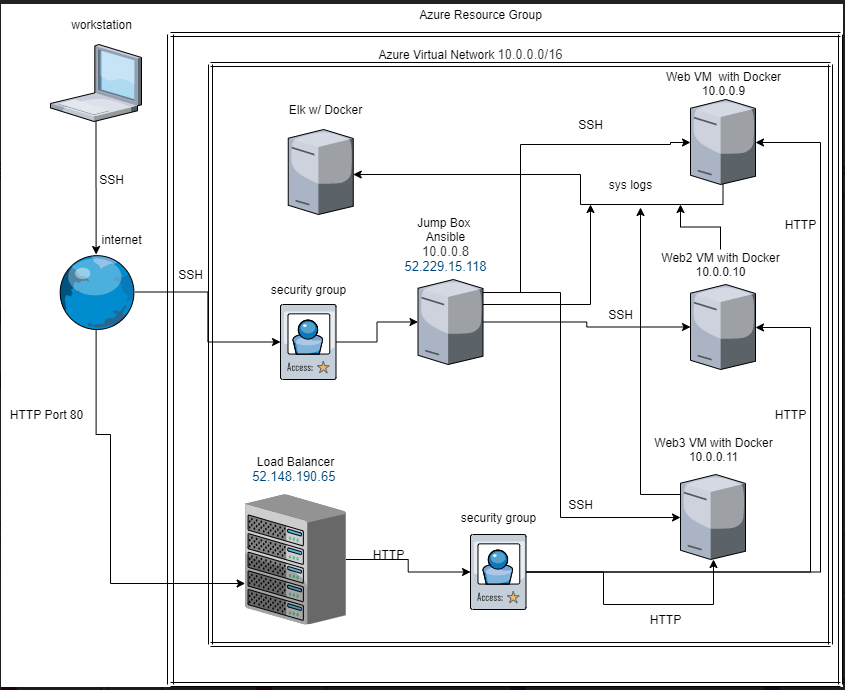 Azure Resource Group
workstation
Azure Virtual Network 10.0.0.0/16
Web VM with Docker
10.0.0.9
Elk w/ Docker
SSH
SSH
sys logs
HTTP
Jump Box
Ansible
10.0.0.8
52.229.15.118
internet
Web2 VM with Docker
10.0.0.10
SSH
security group
SSH
Access:
HTTP Port 80
HTTP
Web3 VM with Docker
10.0.0.11
Load Balancer
52.148.190.65
SSH
security group
HTTP
Access:
HTTP